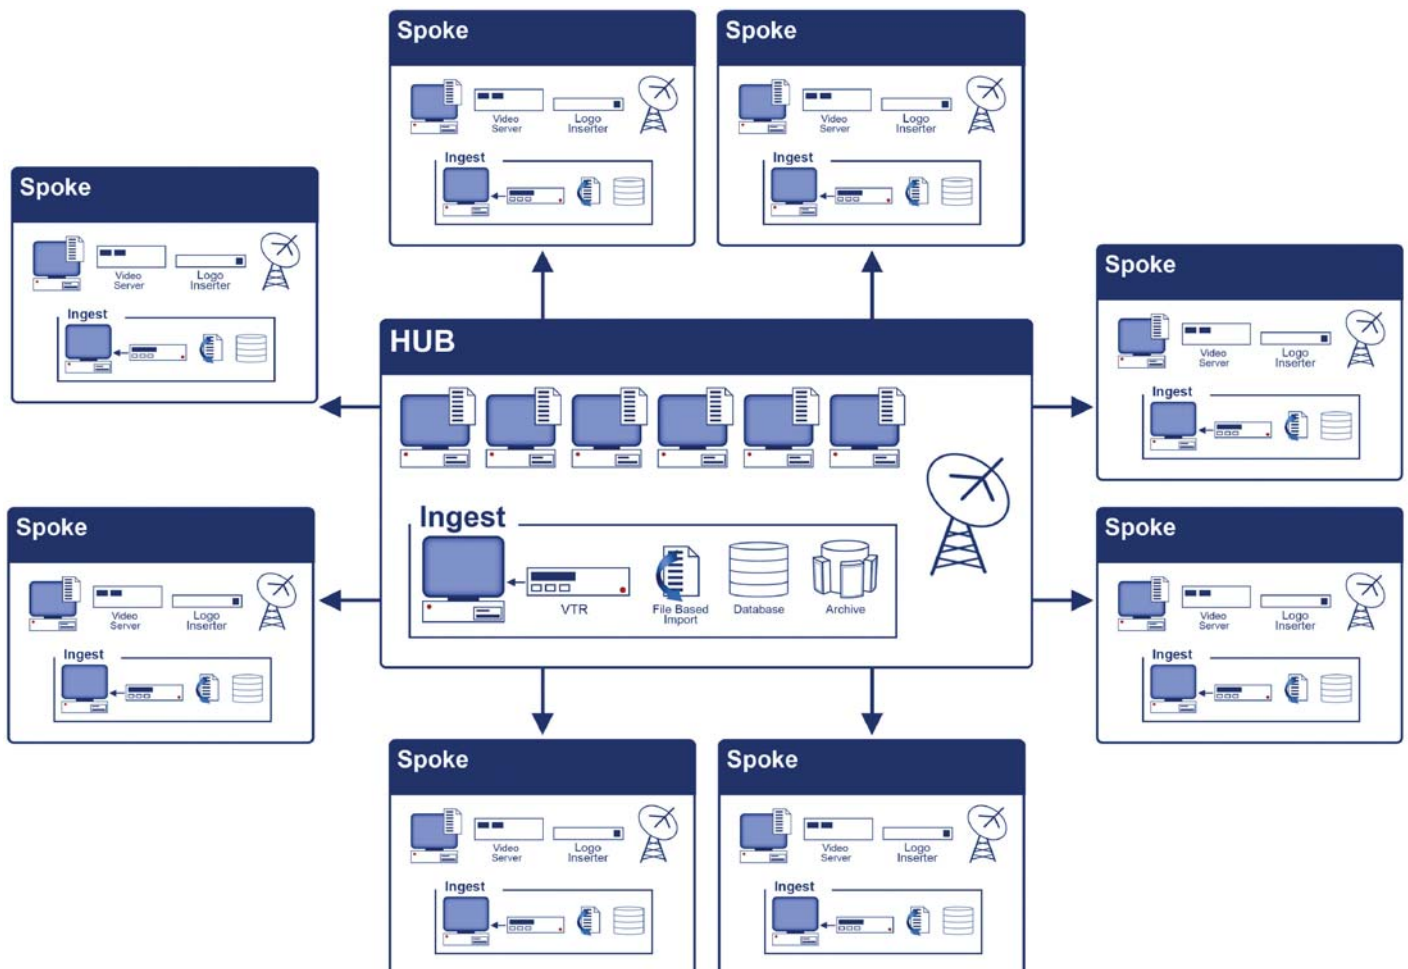 Spoke
Video
Server
Logo
Inserter
Ingest
Spoke
Video
Server
Logo
Inserter
Ingest
Spoke
Video
Server
Logo
Inserter
Ingest
Spoke
Video
Server
Logo
Inserter
Ingest
HUB
Ingest
VTR
File Based
Import
Database
Archive
Spoke
Video
Server
Logo
Inserter
Ingest
Spoke
Video
Server
Logo
Inserter
Ingest
Spoke
Video
Server
Logo
Inserter
Ingest
Spoke
Video
Server
Logo
Inserter
Ingest